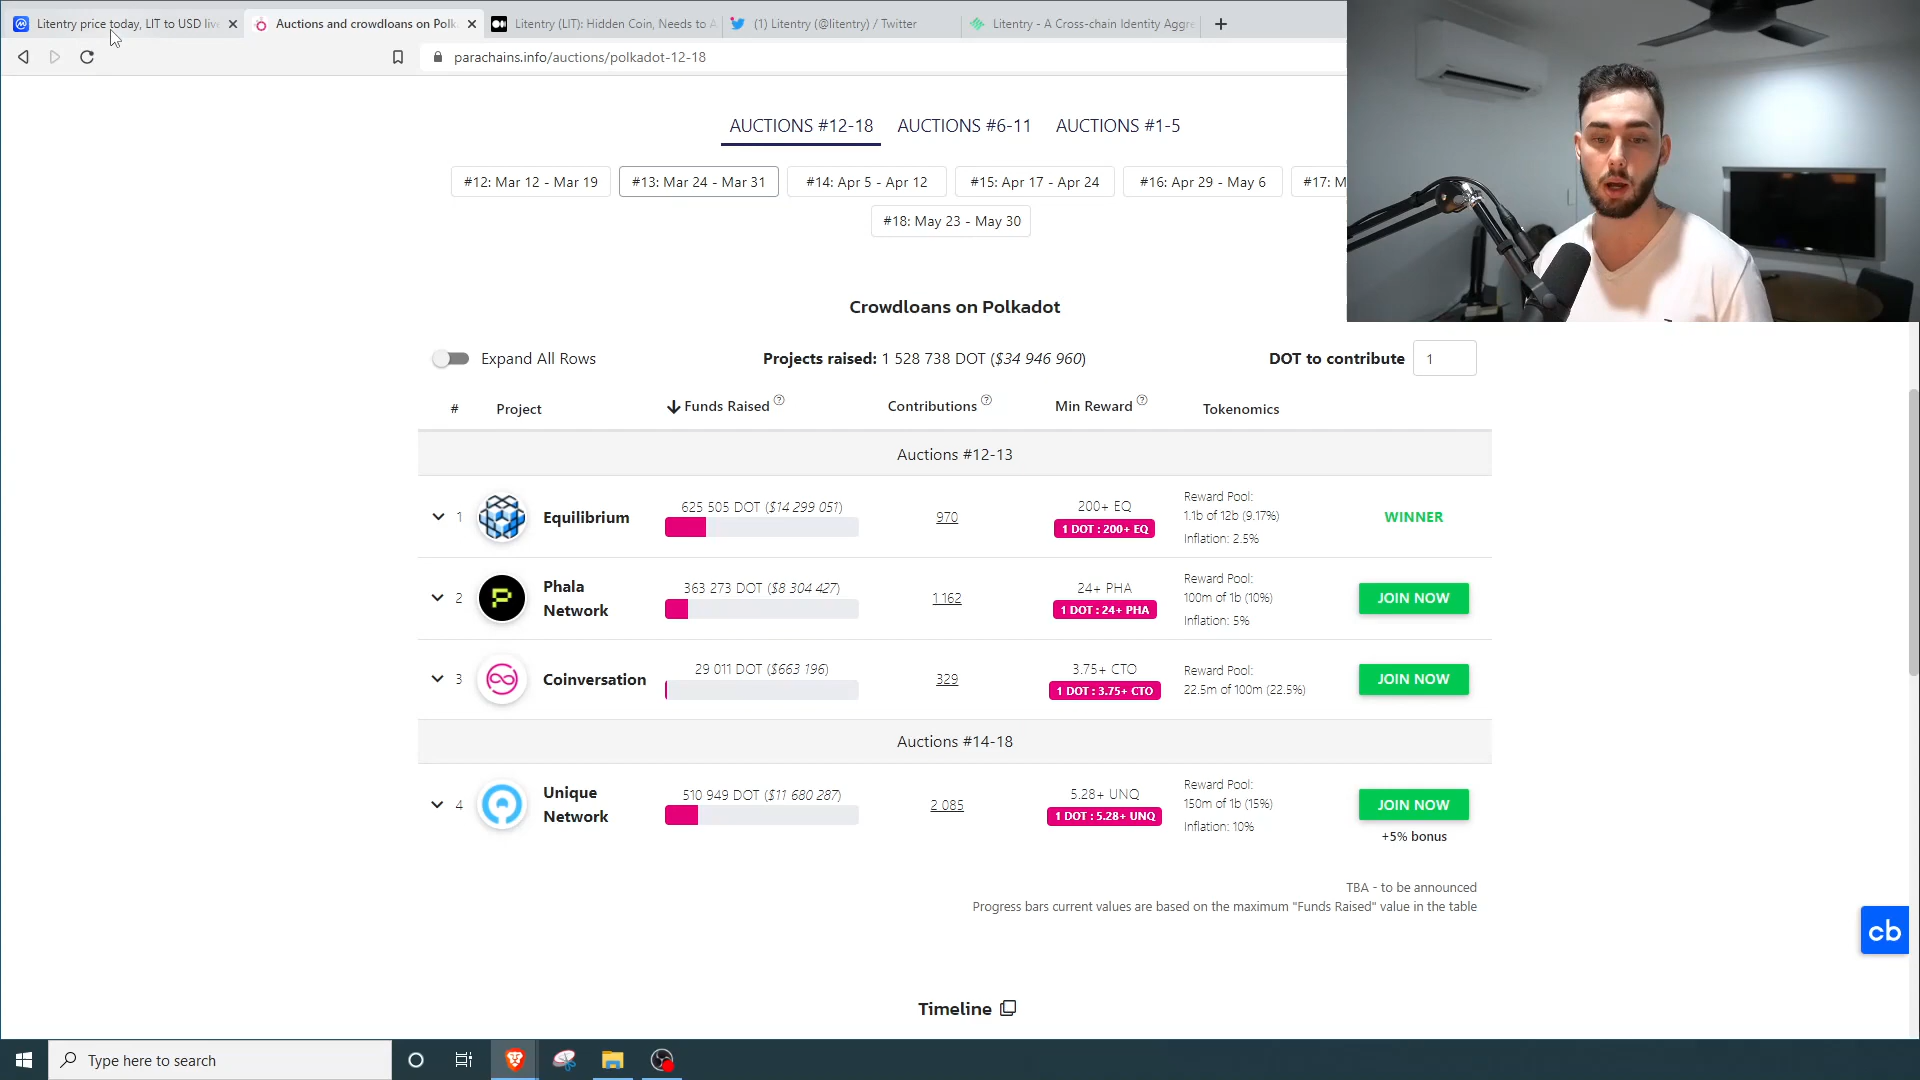 Litentry price today, LIT to USD live
Auctions and crowdloans on Polk
Litentry (LIT): Hidden Coin, Needs to A
(1) Litentry (@litentry) / Twitter
Litentry - A Cross-chain Identity Aggre
parachains.info/auctions/polkadot-12-18
AUCTIONS #12-18 AUCTIONS #6-11 AUCTIONS #1-5
#12: Mar 12 - Mar 19 #13: Mar 24 - Mar 31 #14: Apr 5 - Apr 12 #15: Apr 17 - Apr 24 #16: Apr 29 - May 6 #17: M
#18: May 23 - May 30
Crowdloans on Polkadot
Expand All Rows Projects raised: 1 528 738 DOT ($34 946 960) DOT to contribute 1
# Project Funds Raised ? Contributions ? Min Reward ? Tokenomics
Auctions #12-13
1 Equilibrium 625 505 DOT ($14 299 051) 970 200+ EQ
1 DOT : 200+ EQ
Reward Pool:
1.1b of 12b (9.17%)
Inflation: 2.5%
WINNER
2 Phala
Network
363 273 DOT ($8 304 427) 1 162 24+ PHA
1 DOT : 24+ PHA
Reward Pool:
100m of 1b (10%)
Inflation: 5%
JOIN NOW
3 Coinversation 29 011 DOT ($663 196) 329 3.75+ CTO
1 DOT : 3.75+ CTO
Reward Pool:
22.5m of 100m (22.5%)
JOIN NOW
Auctions #14-18
4 Unique
Network
510 949 DOT ($11 680 287) 2 085 5.28+ UNQ
1 DOT : 5.28+ UNQ
Reward Pool:
150m of 1b (15%)
Inflation: 10%
JOIN NOW
+5% bonus
TBA - to be announced
Progress bars current values are based on the maximum "Funds Raised" value in the table
cb
Timeline
Type here to search